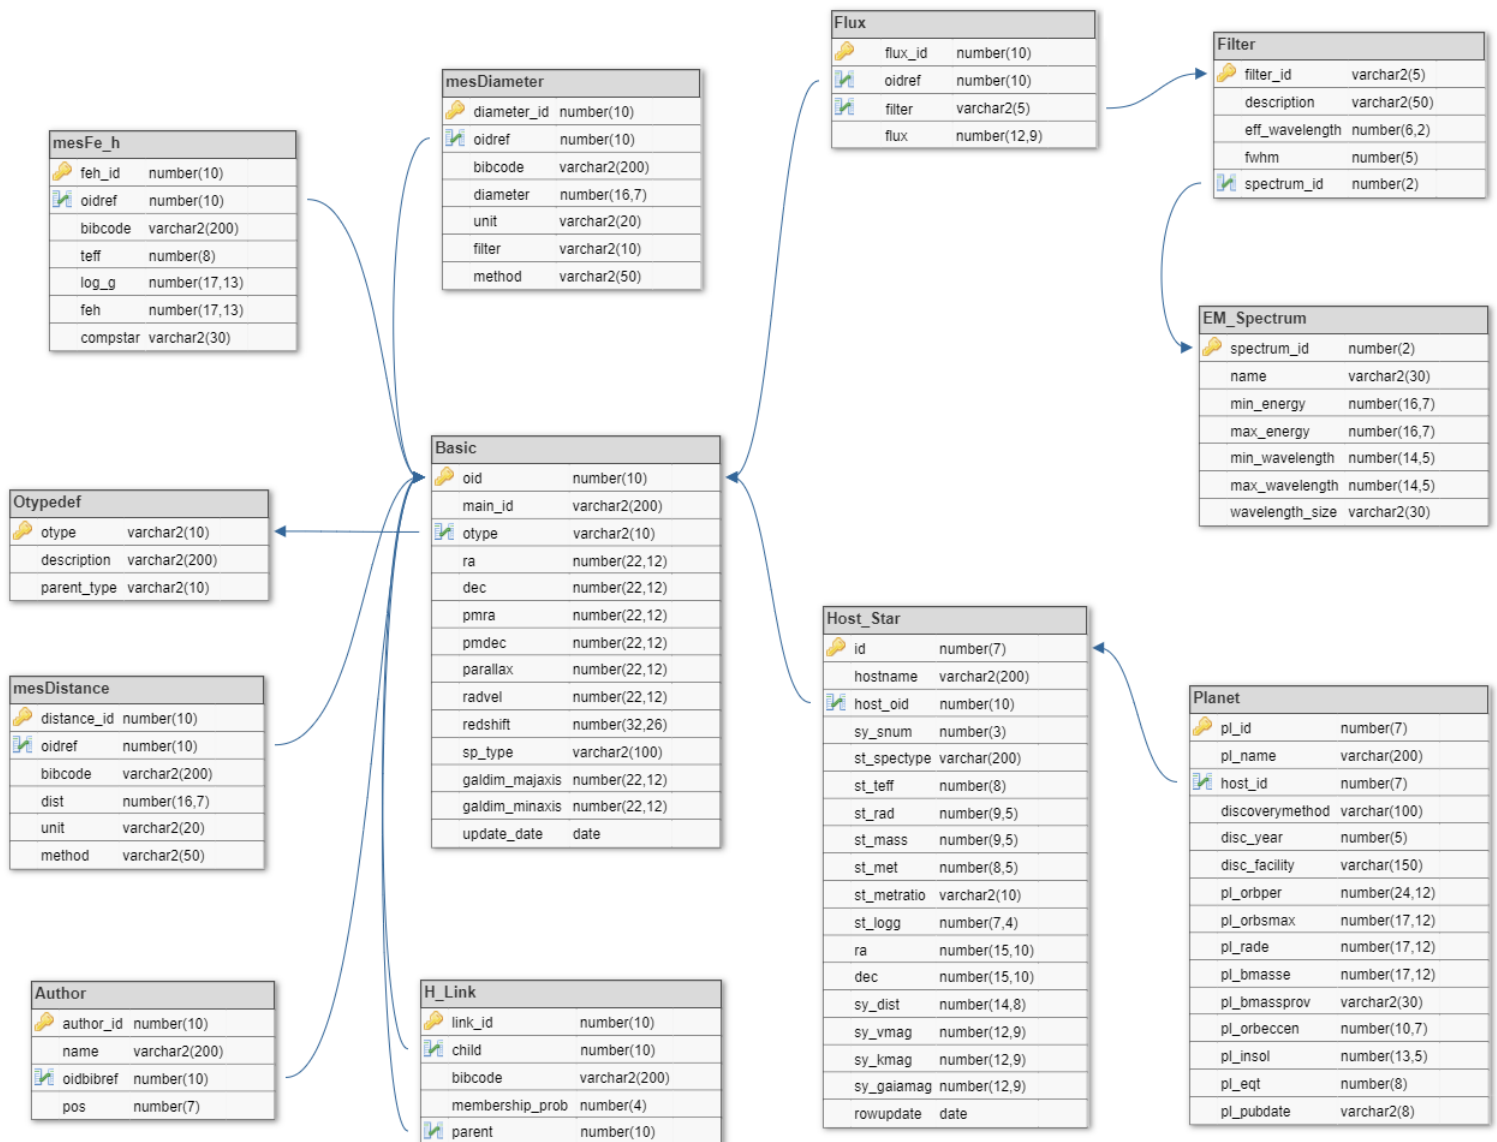 Flux
flux_id number(10)
oidref number(10)
filter varchar2(5)
flux number(12,9)
Filter
filter_id varchar2(5)
description varchar2(50)
eff_wavelength number(6,2)
fwhm number(5)
spectrum_id number(2)
mesDiameter
diameter_id number(10)
oidref number(10)
bibcode varchar2(200)
diameter number(16,7)
unit varchar2(20)
filter varchar2(10)
method varchar2(50)
mesFe_h
feh_id number(10)
oidref number(10)
bibcode varchar2(200)
teff number(8)
log_g number(17,13)
feh number(17,13)
compstar varchar2(30)
EM_Spectrum
spectrum_id number(2)
name varchar2(30)
min_energy number(16,7)
max_energy number(16,7)
min_wavelength number(14,5)
max_wavelength number(14,5)
wavelength_size varchar2(30)
Basic
oid number(10)
main_id varchar2(200)
otype varchar2(10)
ra number(22,12)
dec number(22,12)
pmra number(22,12)
pmdec number(22,12)
parallax number(22,12)
radvel number(22,12)
redshift number(32,26)
sp_type varchar2(100)
galdim_majaxis number(22,12)
galdim_minaxis number(22,12)
update_date date
Otypedef
otype varchar2(10)
description varchar2(200)
parent_type varchar2(10)
mesDistance
distance_id number(10)
oidref number(10)
bibcode varchar2(200)
dist number(16,7)
unit varchar2(20)
method varchar2(50)
Host_Star
id number(7)
hostname varchar2(200)
host_oid number(10)
sy_snum number(3)
st_spectype varchar(200)
st_teff number(8)
st_rad number(9,5)
st_mass number(9,5)
st_met number(8,5)
st_metratio varchar2(10)
st_logg number(7,4)
ra number(15,10)
dec number(15,10)
sy_dist number(14,8)
sy_vmag number(12,9)
sy_kmag number(12,9)
sy_gaiamag number(12,9)
rowupdate date
Planet
pl_id number(7)
pl_name varchar(200)
host_id number(7)
discoverymethod varchar(100)
disc_year number(5)
disc_facility varchar(150)
pl_orbper number(24,12)
pl_orbsmax number(17,12)
pl_rade number(17,12)
pl_bmasse number(17,12)
pl_bmassprov varchar2(30)
pl_orbeccen number(10,7)
pl_insol number(13,5)
pl_eqt number(8)
pl_pubdate varchar2(8)
Author
author_id number(10)
name varchar2(200)
oidbibref number(10)
pos number(7)
H_Link
link_id number(10)
child number(10)
bibcode varchar2(200)
membership_prob number(4)
parent number(10)